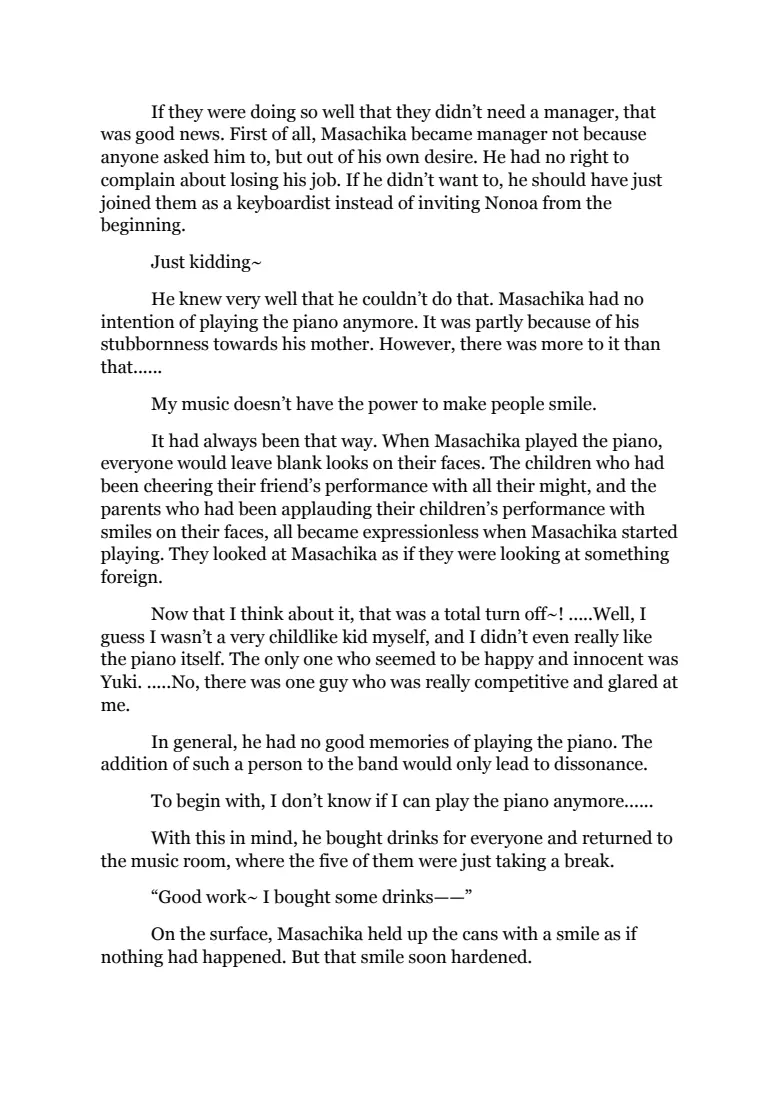 If they were doing so well that they didn’t need a manager, that
was good news. First of all, Masachika became manager not because
anyone asked him to, but out of his own desire. He had no right to
complain about losing his job. If he didn’t want to, he should have just
joined them as a keyboardist instead of inviting Nonoa from the
beginning.
Just kidding~
He knew very well that he couldn’t do that. Masachika had no
intention of playing the piano anymore. It was partly because of his
stubbornness towards his mother. However, there was more to it than
that......
My music doesn’t have the power to make people smile.
It had always been that way. When Masachika played the piano,
everyone would leave blank looks on their faces. The children who had
been cheering their friend’s performance with all their might, and the
parents who had been applauding their children’s performance with
smiles on their faces, all became expressionless when Masachika started
playing. They looked at Masachika as if they were looking at something
foreign.
Now that I think about it, that was a total turn off~! .....Well, I
guess I wasn’t a very childlike kid myself, and I didn’t even really like
the piano itself. The only one who seemed to be happy and innocent was
Yuki. .....No, there was one guy who was really competitive and glared at
me.
In general, he had no good memories of playing the piano. The
addition of such a person to the band would only lead to dissonance.
To begin with, I don’t know if I can play the piano anymore......
With this in mind, he bought drinks for everyone and returned to
the music room, where the five of them were just taking a break.
“Good work~ I bought some drinks——”
On the surface, Masachika held up the cans with a smile as if
nothing had happened. But that smile soon hardened.